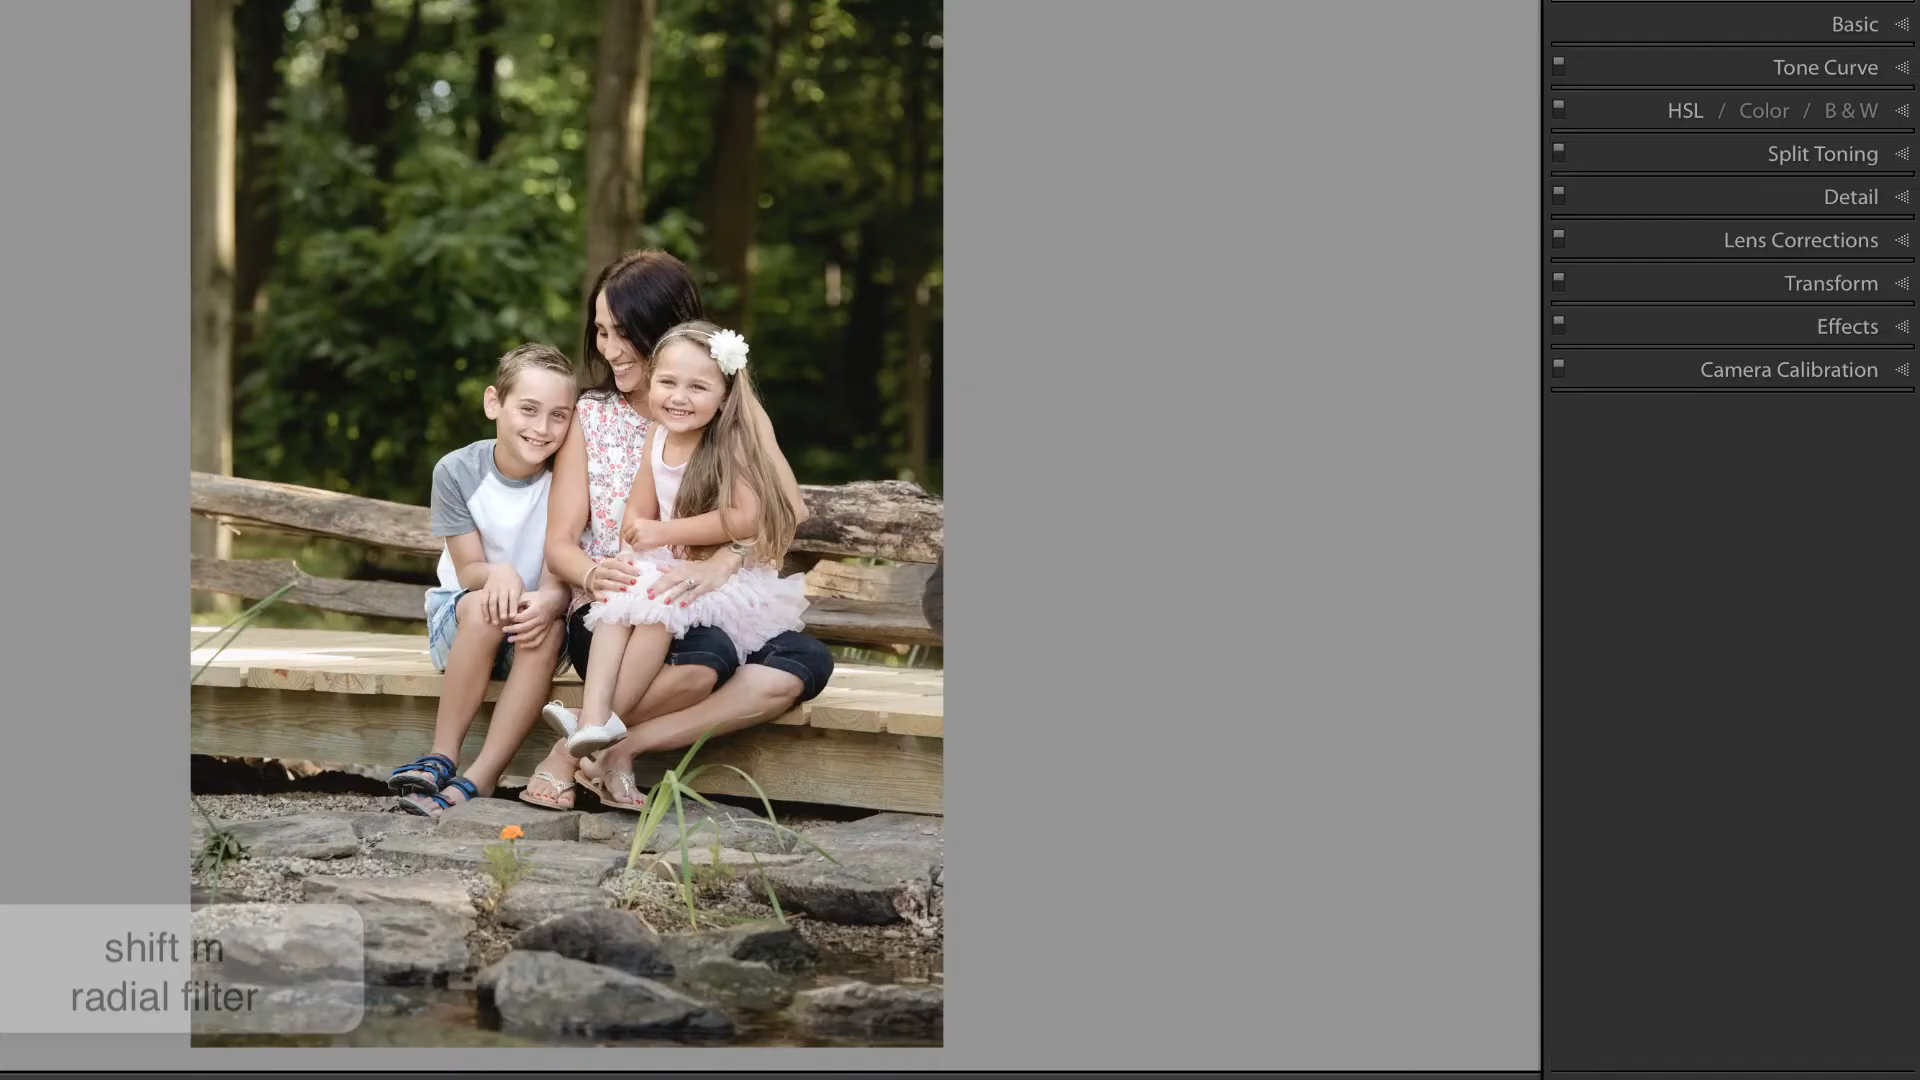 Basic
Tone Curve
HSL / Color / B & W
Split Toning
Detail
Lens Corrections
Transform
Effects
Camera Calibration
shift m
radial filter